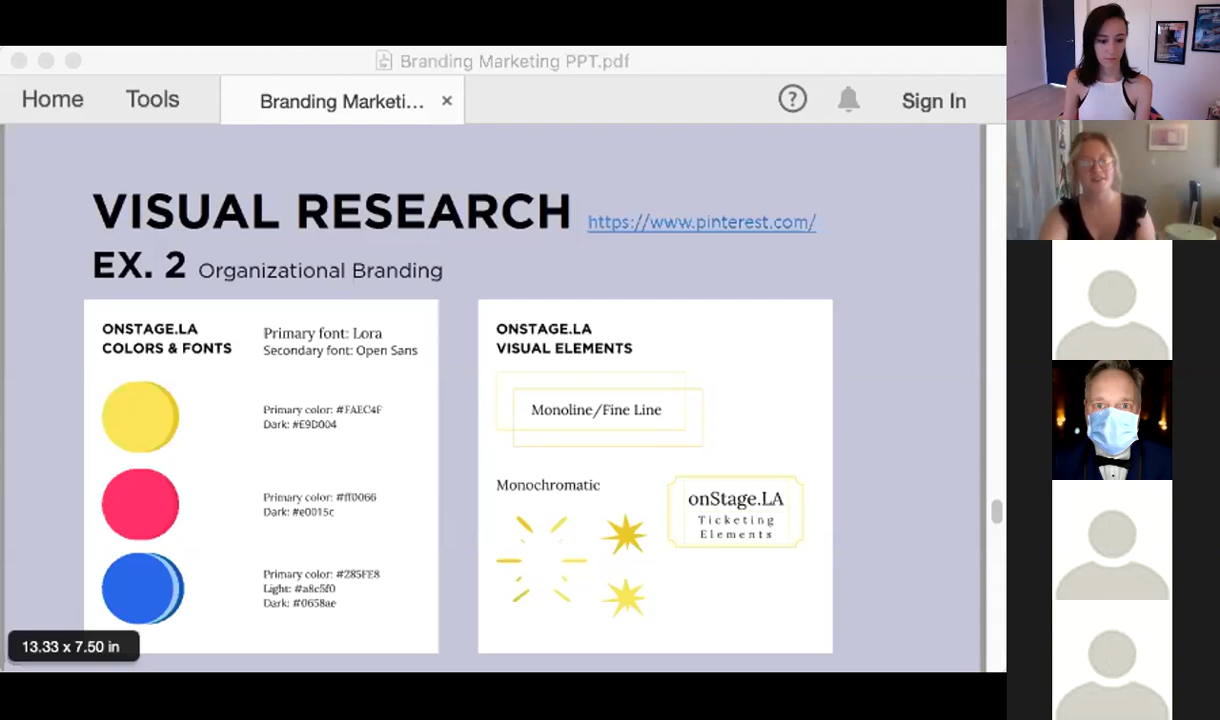 Branding Marketing PPT.pdf
Home Tools Branding Marketi... × ? Sign In
VISUAL RESEARCH https://www.pinterest.com/
EX. 2 Organizational Branding
ONSTAGE.LA
COLORS & FONTS
Primary font: Lora
Secondary font: Open Sans
Primary color: #FAEC4F
Dark: #E9D004
Primary color: #ff0066
Dark: #e0015c
Primary color: #285FE8
Light: #a8c5f0
Dark: #0658ae
ONSTAGE.LA
VISUAL ELEMENTS
Monoline/Fine Line
Monochromatic
onStage.LA
Ticketing
Elements
13.33 x 7.50 in